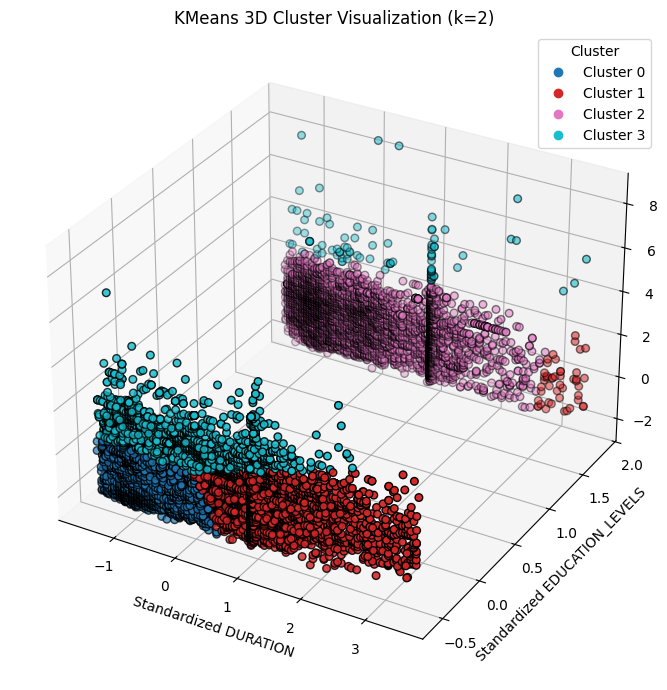 KMeans 3D Cluster Visualization (k=2)
Cluster
Cluster 0
Cluster 1
Cluster 2
Cluster 3
8
6
4
2
0
−2
2.0
1.5
1.0
0.5
0.0
−0.5
Standardized EDUCATION_LEVELS
−1
0
1
2
3
Standardized DURATION